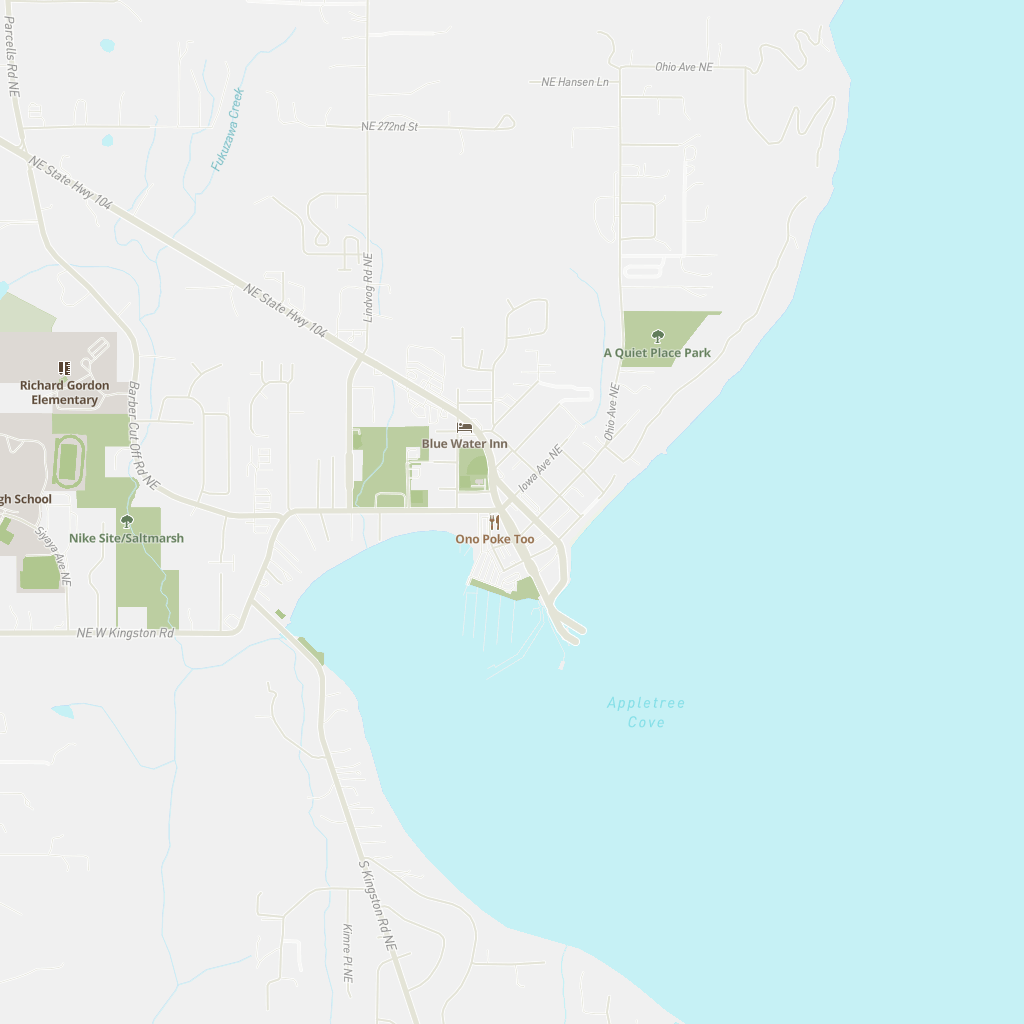 Parcells Rd NE
Ohio Ave NE
NE Hansen Ln
NE 272nd St
Fukuzawa Creek
NE State Hwy 104
NE State Hwy 104
Lindvog Rd NE
A Quiet Place Park
Richard Gordon
Elementary
Barber Cut Off Rd NE
Ohio Ave NE
Blue Water Inn
Iowa Ave NE
gh School
Nike Site/Saltmarsh
Ono Poke Too
Siyaya Ave NE
NE W Kingston Rd
Appletree
Cove
S Kingston Rd NE
Kimre Pl NE